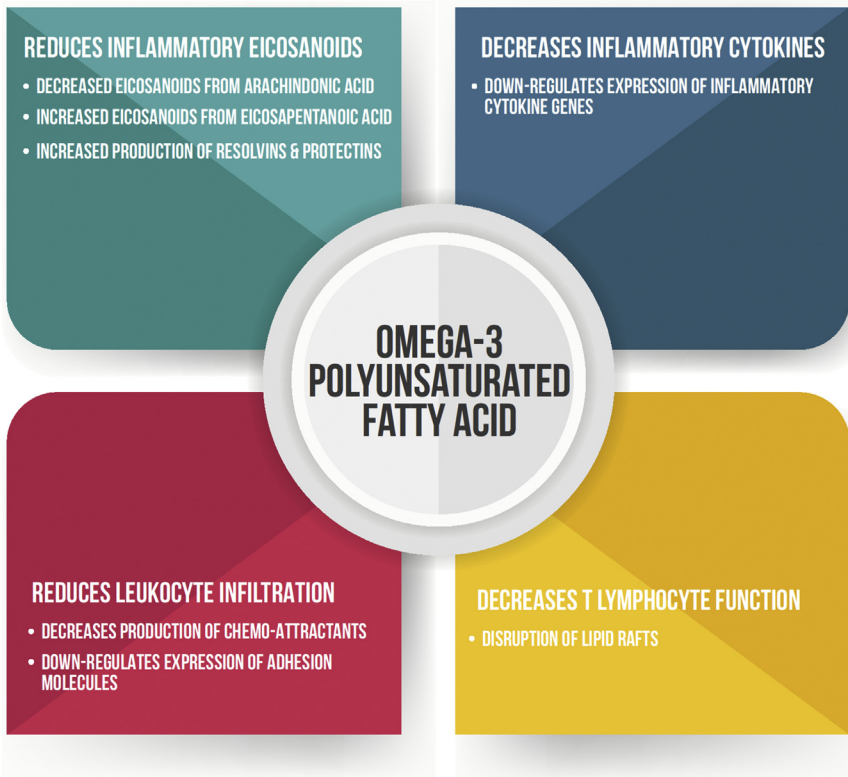 REDUCES INFLAMMATORY EICOSANOIDS
• DECREASED EICOSANOIDS FROM ARACHINDONIC ACID
• INCREASED EICOSANOIDS FROM EICOSAPENTANOIC ACID
• INCREASED PRODUCTION OF RESOLVINS & PROTECTINS
DECREASES INFLAMMATORY CYTOKINES
• DOWN-REGULATES EXPRESSION OF INFLAMMATORY
CYTOKINE GENES
OMEGA-3
POLYUNSATURATED
FATTY ACID
REDUCES LEUKOCYTE INFILTRATION
• DECREASES PRODUCTION OF CHEMO-ATTRACTANTS
• DOWN-REGULATES EXPRESSION OF ADHESION
MOLECULES
DECREASES T LYMPHOCYTE FUNCTION
• DISRUPTION OF LIPID RAFTS